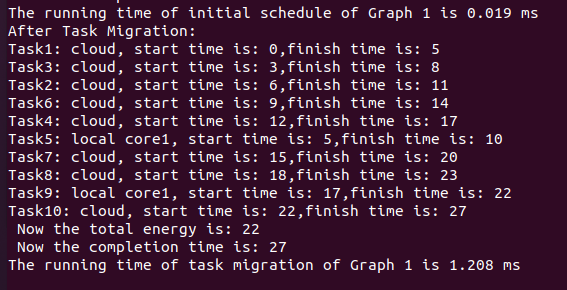 The running time of initial schedule of Graph 1 is 0.019 ms
After Task Migration:
Task1: cloud, start time is: 0,finish time is: 5
Task3: cloud, start time is: 3,finish time is: 8
Task2: cloud, start time is: 6,finish time is: 11
Task6: cloud, start time is: 9,finish time is: 14
Task4: cloud, start time is: 12,finish time is: 17
Task5: local core1, start time is: 5,finish time is: 10
Task7: cloud, start time is: 15,finish time is: 20
Task8: cloud, start time is: 18,finish time is: 23
Task9: local core1, start time is: 17,finish time is: 22
Task10: cloud, start time is: 22,finish time is: 27
Now the total energy is: 22
Now the completion time is: 27
The running time of task migration of Graph 1 is 1.208 ms